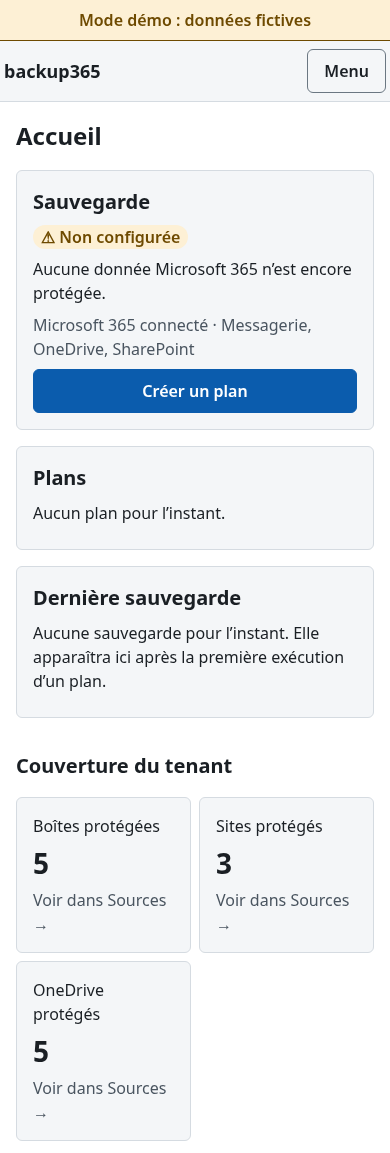 Mode démo : données fictives
backup365
Menu
Accueil
Sauvegarde
⚠ Non configurée
Aucune donnée Microsoft 365 n’est encore
protégée.
Microsoft 365 connecté · Messagerie,
OneDrive, SharePoint
Créer un plan
Plans
Aucun plan pour l’instant.
Dernière sauvegarde
Aucune sauvegarde pour l’instant. Elle
apparaîtra ici après la première exécution
d’un plan.
Couverture du tenant
Boîtes protégées
5
Voir dans Sources
→
Sites protégés
3
Voir dans Sources
→
OneDrive
protégés
5
Voir dans Sources
→